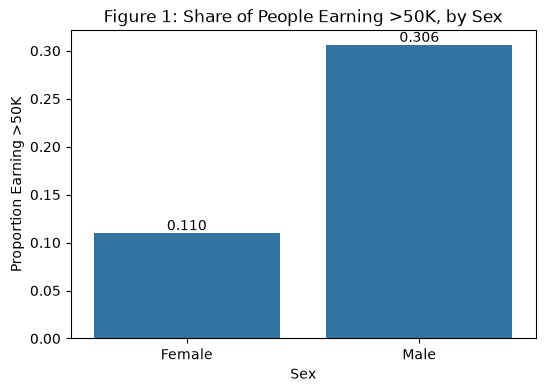 Figure 1: Share of People Earning >50K, by Sex
Proportion Earning >50K
0.30
0.25
0.20
0.15
0.10
0.05
0.00
0.110
0.306
Female
Male
Sex